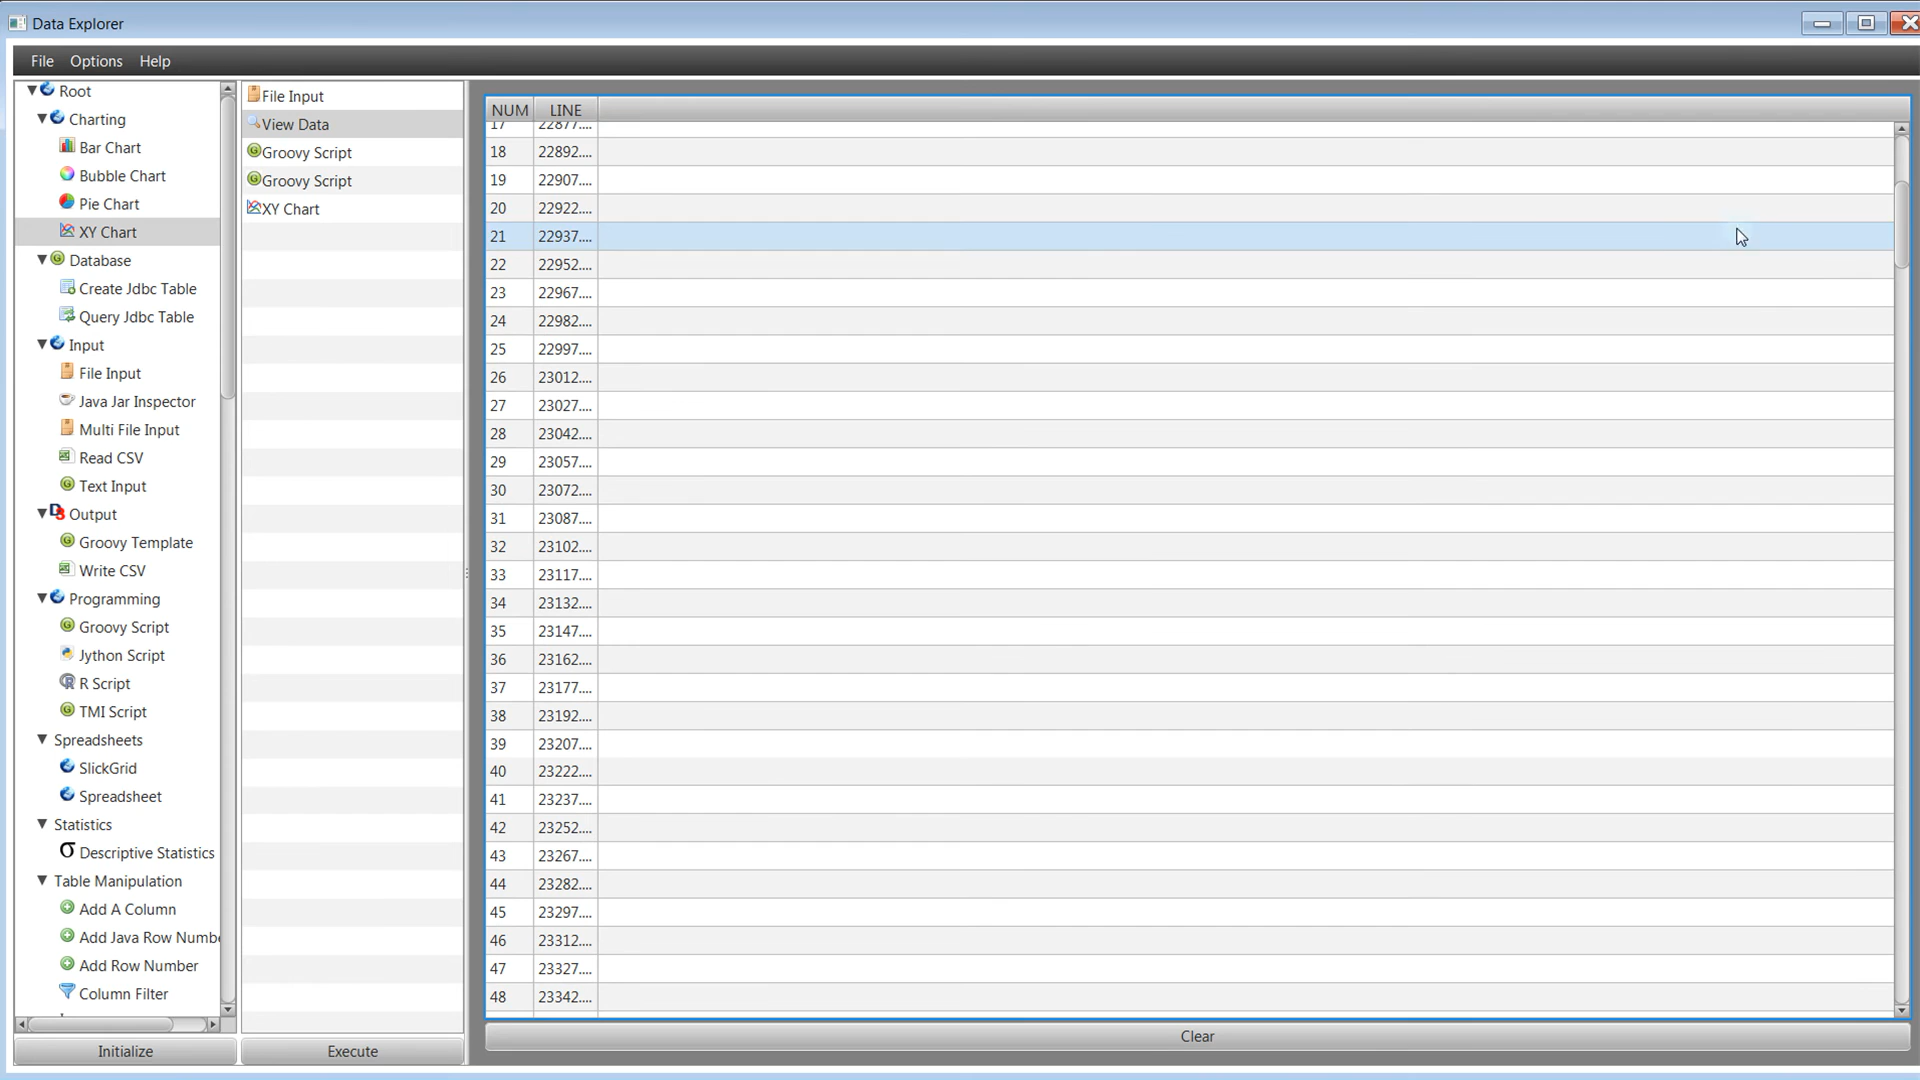 Data Explorer
File Options Help
Root
Charting
Bar Chart
Bubble Chart
Pie Chart
XY Chart
Database
Create Jdbc Table
Query Jdbc Table
Input
File Input
Java Jar Inspector
Multi File Input
Read CSV
Text Input
Output
Groovy Template
Write CSV
Programming
Groovy Script
Jython Script
R Script
TMI Script
Spreadsheets
SlickGrid
Spreadsheet
Statistics
Descriptive Statistics
Table Manipulation
Add A Column
Add Java Row Numbe
Add Row Number
Column Filter
Initialize
File Input
View Data
Groovy Script
Groovy Script
XY Chart
Execute
NUM LINE
17 22877....
18 22892....
19 22907....
20 22922....
21 22937....
22 22952....
23 22967....
24 22982....
25 22997....
26 23012....
27 23027....
28 23042....
29 23057....
30 23072....
31 23087....
32 23102....
33 23117....
34 23132....
35 23147....
36 23162....
37 23177....
38 23192....
39 23207....
40 23222....
41 23237....
42 23252....
43 23267....
44 23282....
45 23297....
46 23312....
47 23327....
48 23342....
Clear